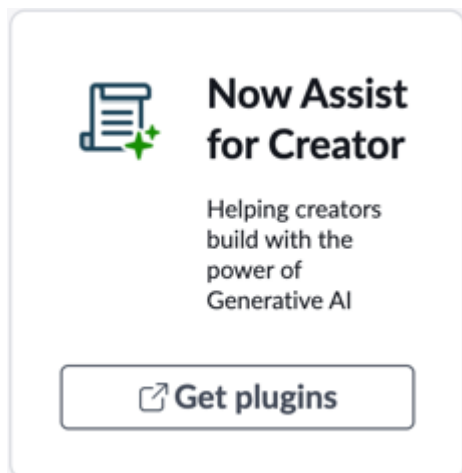 Now Assist
for Creator
Helping creators
build with the
power of
Generative AI
Get plugins